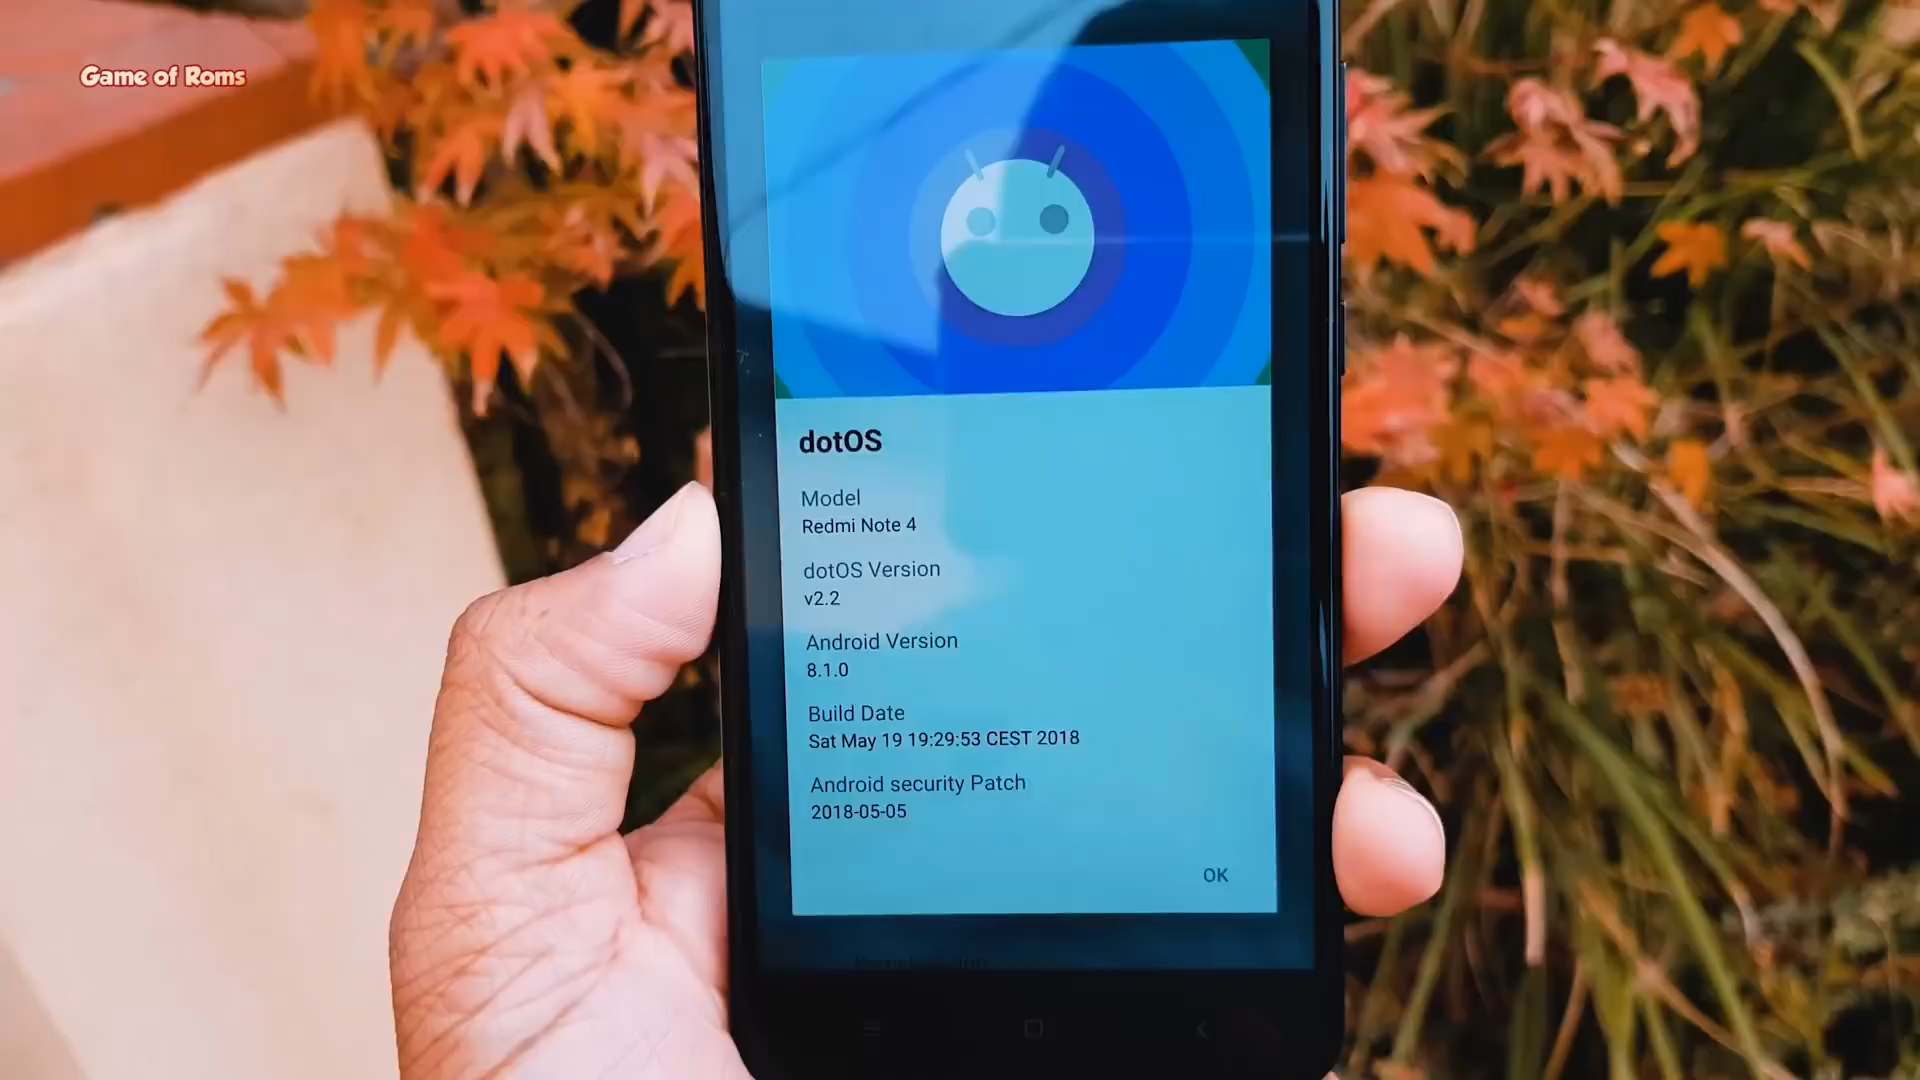 Game of Roms
dotOS
Model
Redmi Note 4
dotOS Version
v2.2
Android Version
8.1.0
Build Date
Sat May 19 19:29:53 CEST 2018
Android security Patch
2018-05-05
OK